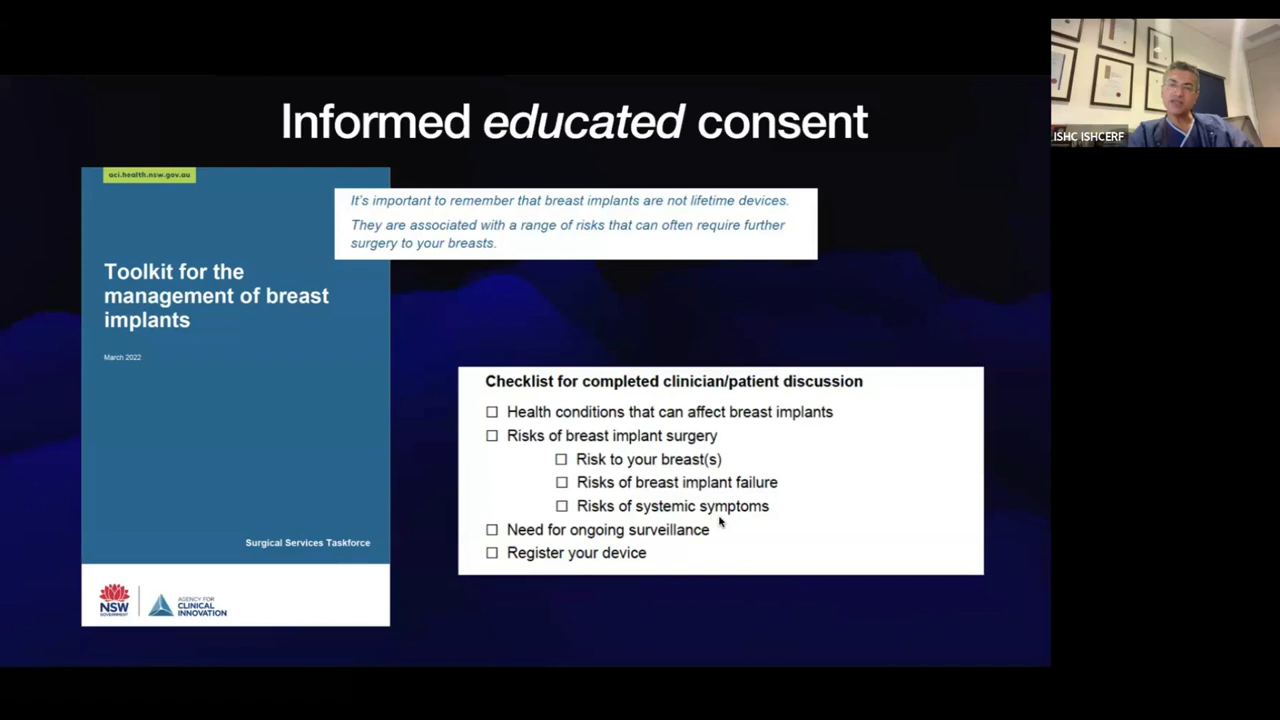 Informed educated consent
aci.health.nsw.gov.au
It's important to remember that breast implants are not lifetime devices.
They are associated with a range of risks that can often require further
surgery to your breasts.
Toolkit for the
management of breast
implants
March 2022
Surgical Services Taskforce
NSW
GOVERNMENT
AGENCY FOR
CLINICAL
INNOVATION
Checklist for completed clinician/patient discussion
☐ Health conditions that can affect breast implants
☐ Risks of breast implant surgery
☐ Risk to your breast(s)
☐ Risks of breast implant failure
☐ Risks of systemic symptoms
☐ Need for ongoing surveillance
☐ Register your device
ISHC ISHCERF